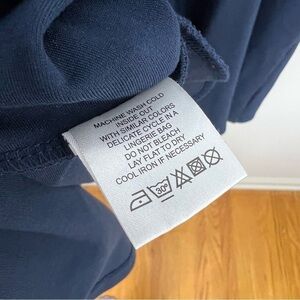 MACHINE WASH COLD
INSIDE OUT
WITH SIMILAR COLORS
DELICATE CYCLE IN A
LINGERIE BAG
DO NOT BLEACH
LAY FLAT TO DRY
COOL IRON IF NECESSARY
30º